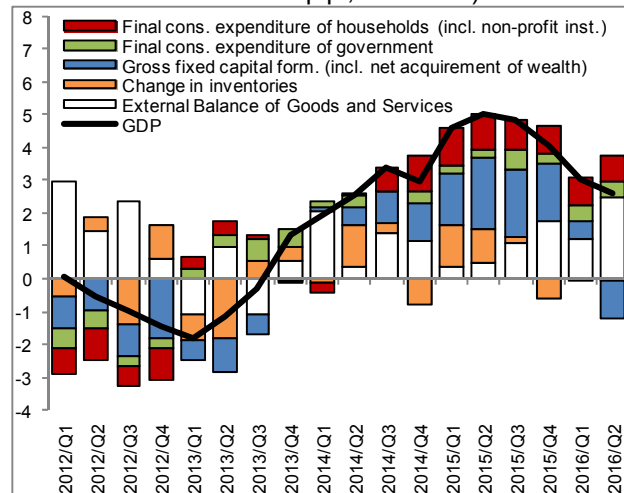 8
7
6
5
4
3
2
1
0
-1
-2
-3
-4
Final cons. expenditure of households (incl. non-profit inst.)
Final cons. expenditure of government
Gross fixed capital form. (incl. net acquirement of wealth)
Change in inventories
External Balance of Goods and Services
GDP
2012/Q1
2012/Q2
2012/Q3
2012/Q4
2013/Q1
2013/Q2
2013/Q3
2013/Q4
2014/Q1
2014/Q2
2014/Q3
2014/Q4
2015/Q1
2015/Q2
2015/Q3
2015/Q4
2016/Q1
2016/Q2